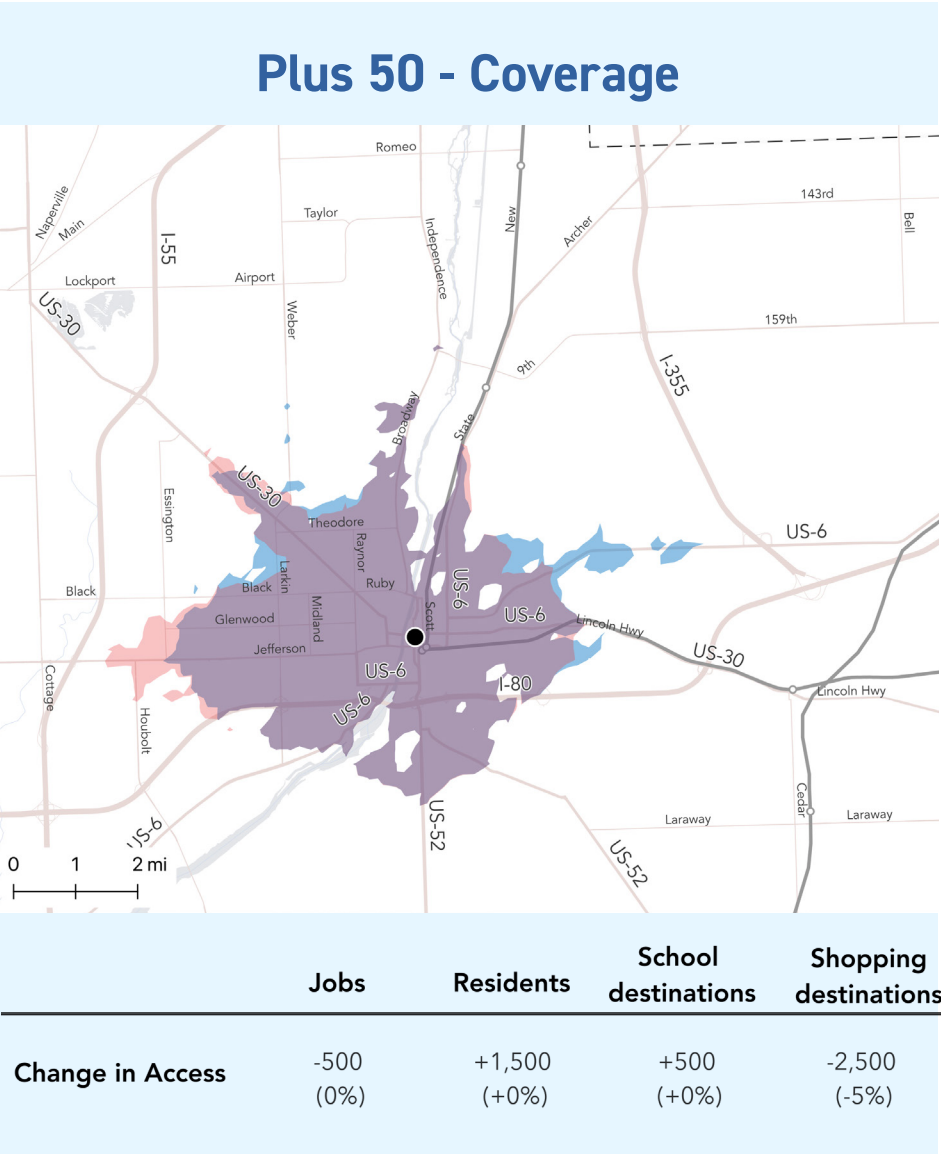 Plus 50 - Coverage
Romeo
143rd
Naperville
Main
Taylor
Independence
New
Archer
Bell
I-55
Lockport
Airport
US-30
Weber
159th
9th
I-355
Broadway
State
US-30
Essington
Theodore
Raynor
US-6
Black
Black
Larkin
Ruby
US-6
Midland
Scott
Glenwood
US-6
Lincoln Hwy
Jefferson
US-30
Cottage
US-6
I-80
Lincoln Hwy
US-6
Houbolt
US-52
Cedar
Laraway
Laraway
US-6
US-52
0 1 2 mi
Jobs
Residents
School
destinations
Shopping
destinations
Change in Access
-500
(0%)
+1,500
(+0%)
+500
(+0%)
-2,500
(-5%)